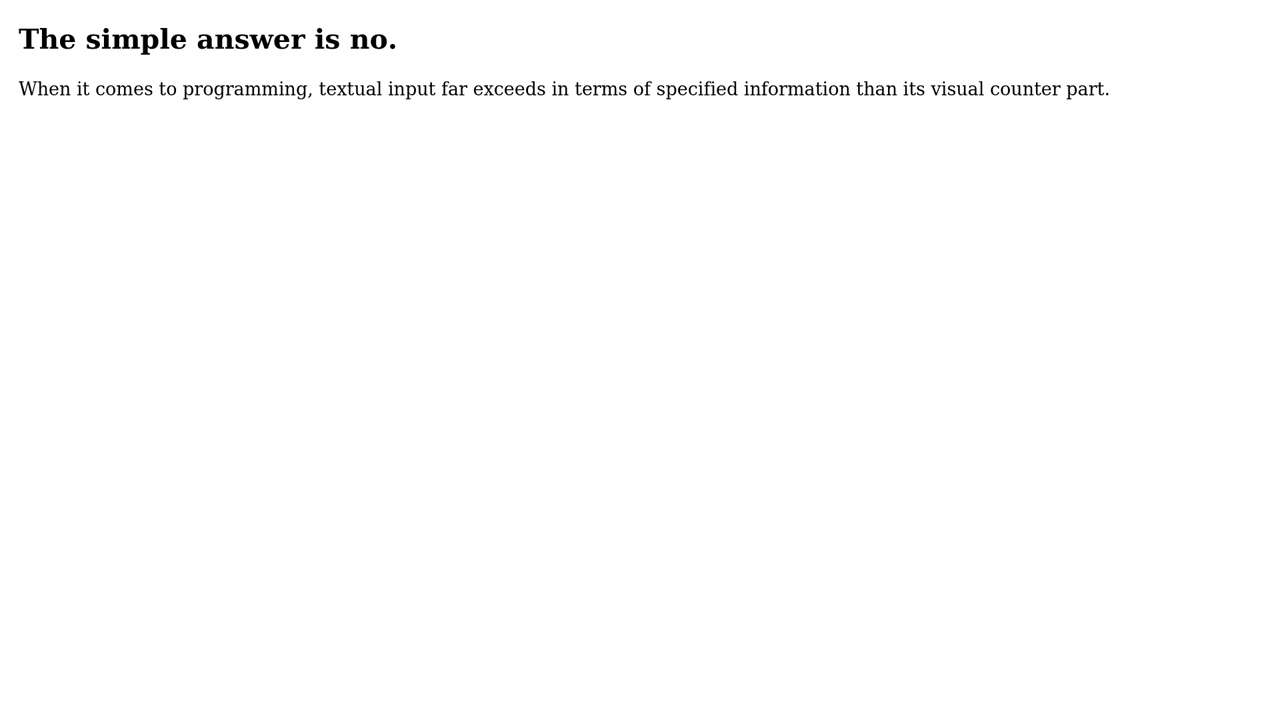 The simple answer is no.
When it comes to programming, textual input far exceeds in terms of specified information than its visual counter part.